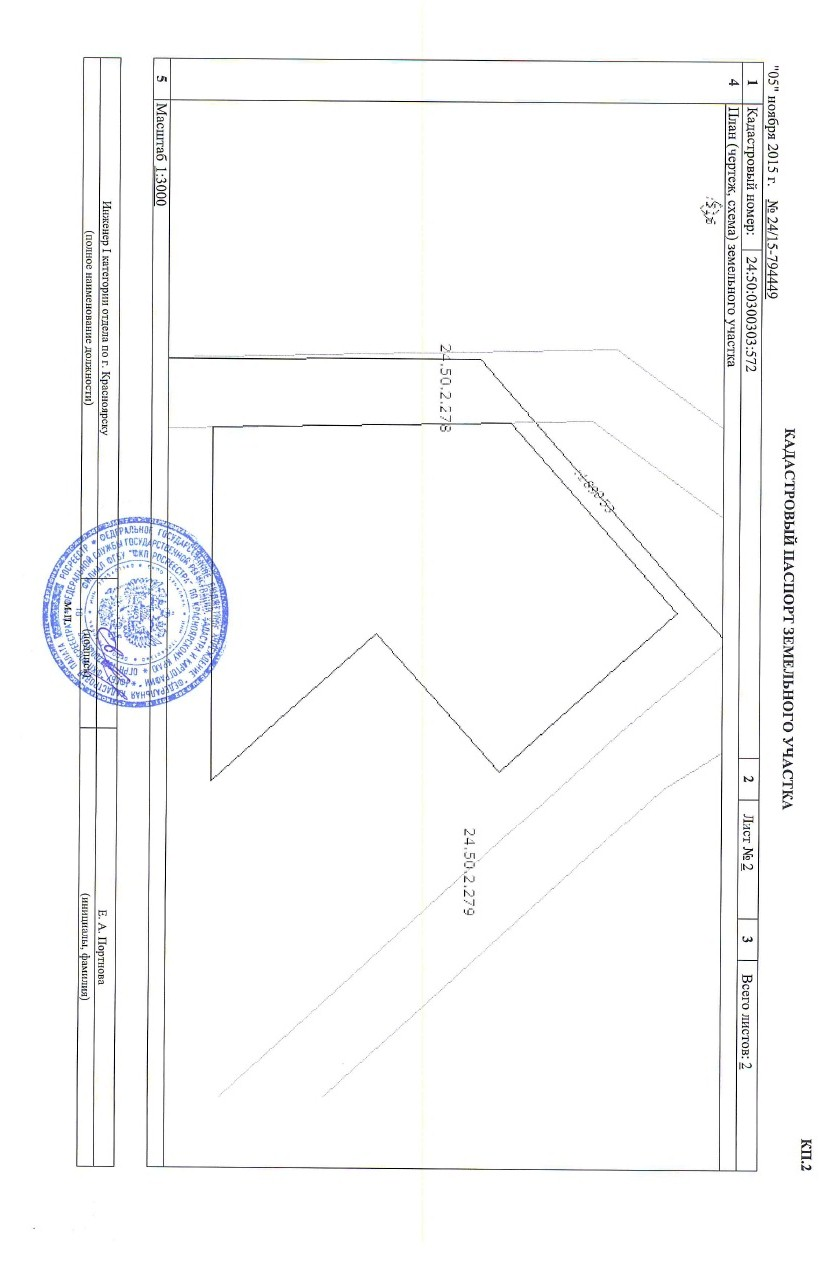 КП.2
КАДАСТРОВЫЙ ПАСПОРТ ЗЕМЕЛЬНОГО УЧАСТКА
"05" ноября 2015 г. № 24/15-794449
1 Кадастровый номер: 24:50:0300303:572 2 Лист № 2 3 Всего листов: 2
4 План (чертеж, схема) земельного участка
24.50.2.278
24.50.2.279
5 Масштаб 1:3000
Инженер I категории отдела по г. Красноярску Е. А. Портнова
(полное наименование должности) (подпись) (инициалы, фамилия)
М.П.